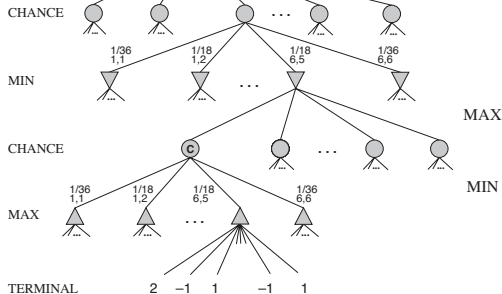 CHANCE ... ... ... ... ... ...
1/36 1/18 1/18 1/36
1,1 1,2 6,5 6,6
MIN ... ... ... ... ...
MAX
CHANCE C ... ... ... ...
MIN
1/36 1/18 1/18 1/36
1,1 1,2 6,5 6,6
MAX ... ... ... ...
TERMINAL 2 –1 1 –1 1